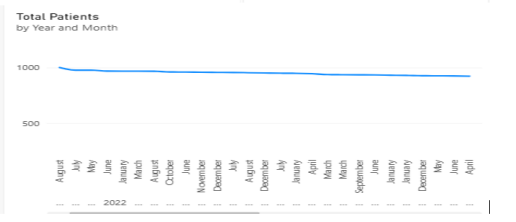 Total Patients
by Year and Month
1000
500
August
July
May
June
January
March
August
October
June
November
December
July
August
December
July
January
April
March
March
September
June
January
January
December
May
June
April
... ... ... 2022 ... ... ... ... ... ... ... ... ... ... ... ... ... ... ... ... ... ... ...